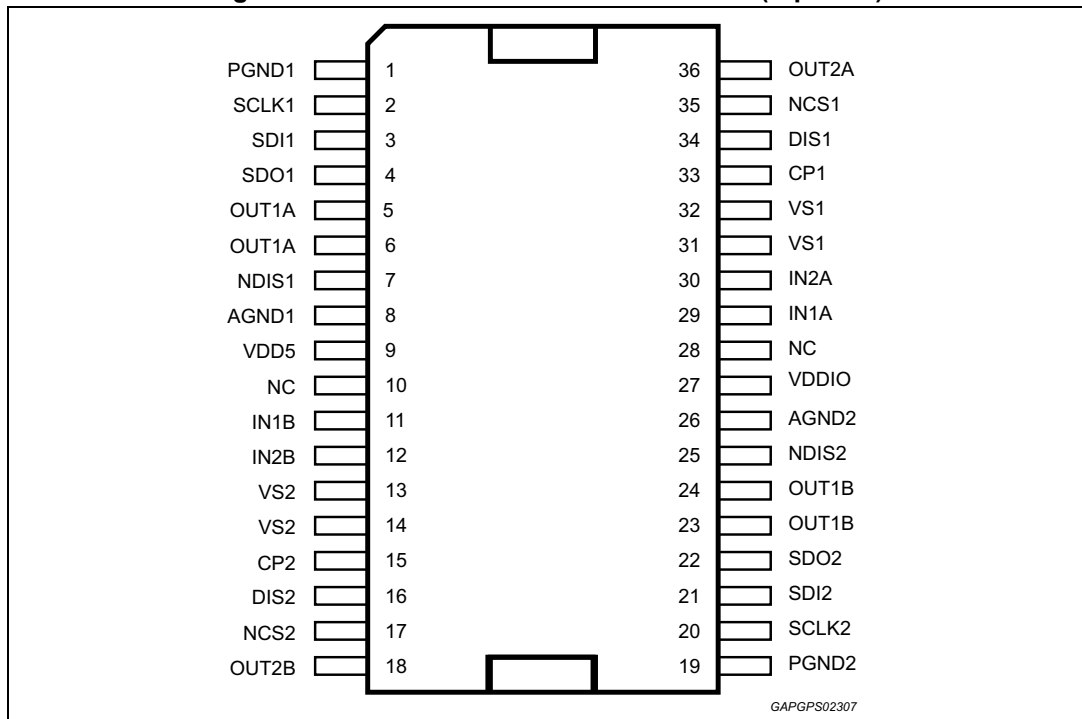 PGND1 1 36 OUT2A
SCLK1 2 35 NCS1
SDI1 3 34 DIS1
SDO1 4 33 CP1
OUT1A 5 32 VS1
OUT1A 6 31 VS1
NDIS1 7 30 IN2A
AGND1 8 29 IN1A
VDD5 9 28 NC
NC 10 27 VDDIO
IN1B 11 26 AGND2
IN2B 12 25 NDIS2
VS2 13 24 OUT1B
VS2 14 23 OUT1B
CP2 15 22 SDO2
DIS2 16 21 SDI2
NCS2 17 20 SCLK2
OUT2B 18 19 PGND2
GAPGPS02307